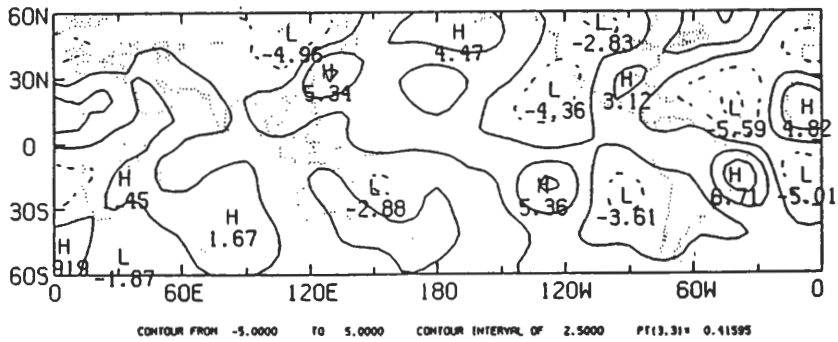 60N
L
-4.96
H
4.47
L
-2.83
H
5.34
30N
L
-4.36
H
3.12
L
-5.59
H
4.82
0
H
.45
L
-2.88
H
5.36
L
-3.61
H
6.71
L
-5.01
30S
H
1.67
H
.819
L
-1.87
60S
0 60E 120E 180 120W 60W 0
CONTOUR FROM -5.0000 TO 5.0000 CONTOUR INTERVAL OF 2.5000 PT(3,3)= 0.41595